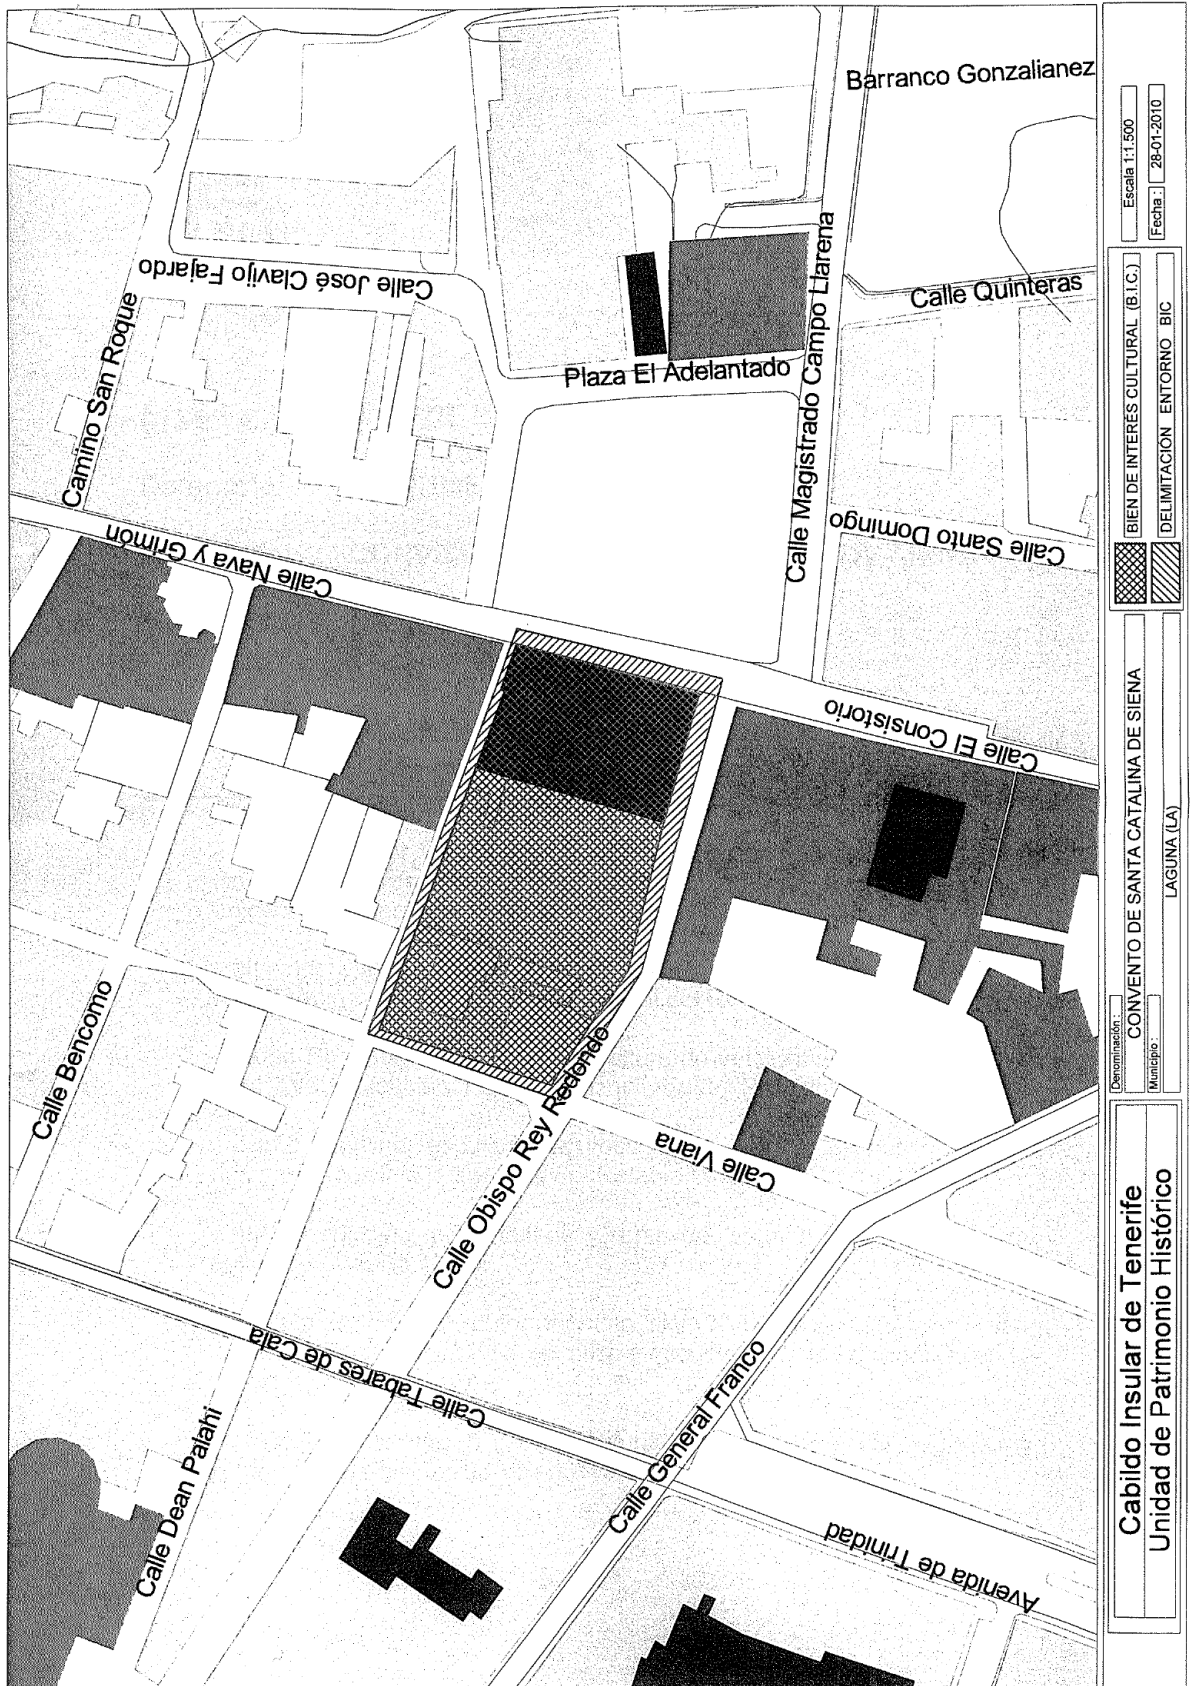 Barranco Gonzalianez
Calle José Clavijo Fajardo
Camino San Roque
Calle Quinteras
Plaza El Adelantado
Calle Magistrado Campo Llarena
Calle Santo Domingo
Calle Nava y Grimón
Calle El Consistorio
Calle Bencomo
Calle Obispo Rey Redondo
Calle Viana
Calle Tabares de Cala
Calle Dean Palahi
Calle General Franco
Avenida de Trinidad
Cabildo Insular de Tenerife
Unidad de Patrimonio Histórico
Denominación :
CONVENTO DE SANTA CATALINA DE SIENA
Municipio :
LAGUNA (LA)
BIEN DE INTERÉS CULTURAL (B.I.C.)
DELIMITACIÓN ENTORNO BIC
Escala 1:1.500
Fecha : 28-01-2010